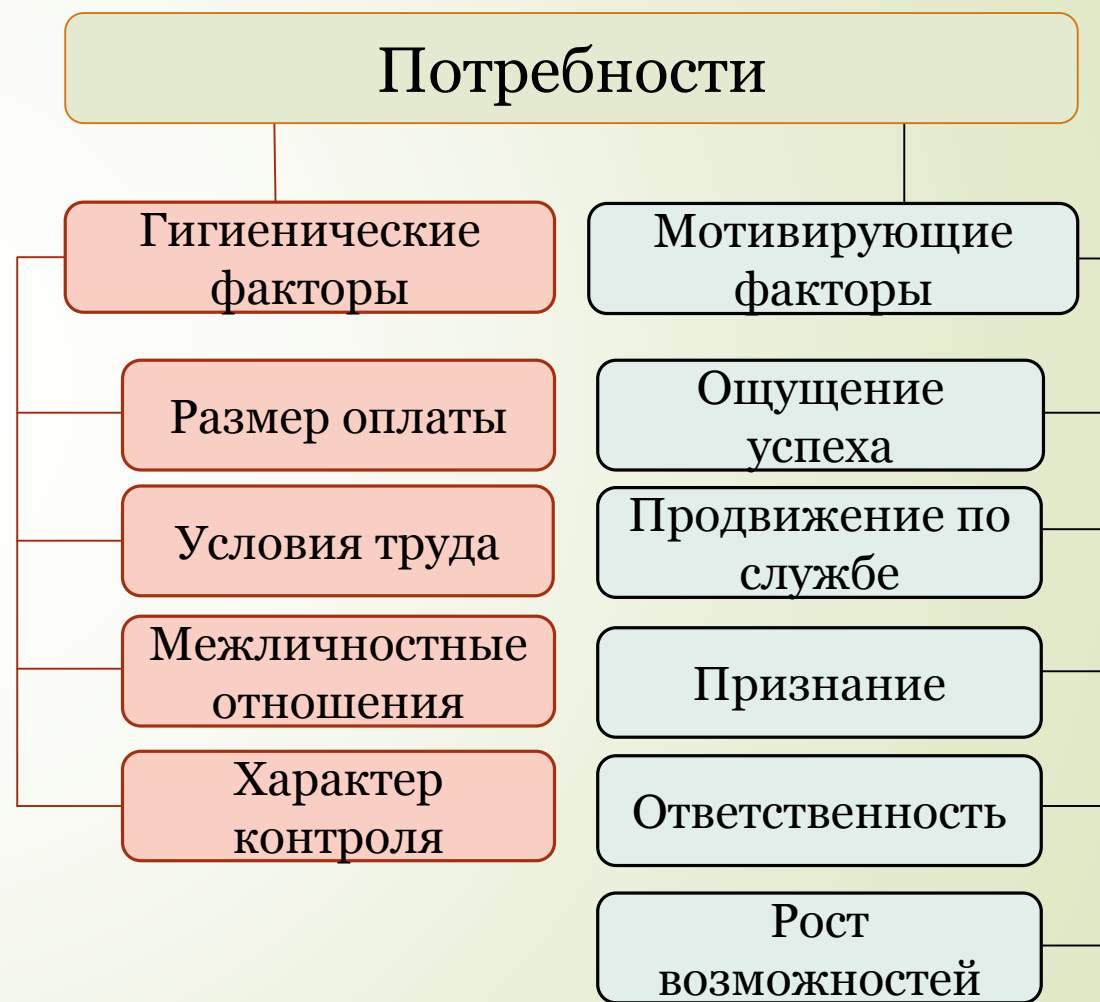 Потребности
Гигиенические
факторы
Размер оплаты
Условия труда
Межличностные
отношения
Характер
контроля
Мотивирующие
факторы
Ощущение
успеха
Продвижение по
службе
Признание
Ответственность
Рост
возможностей